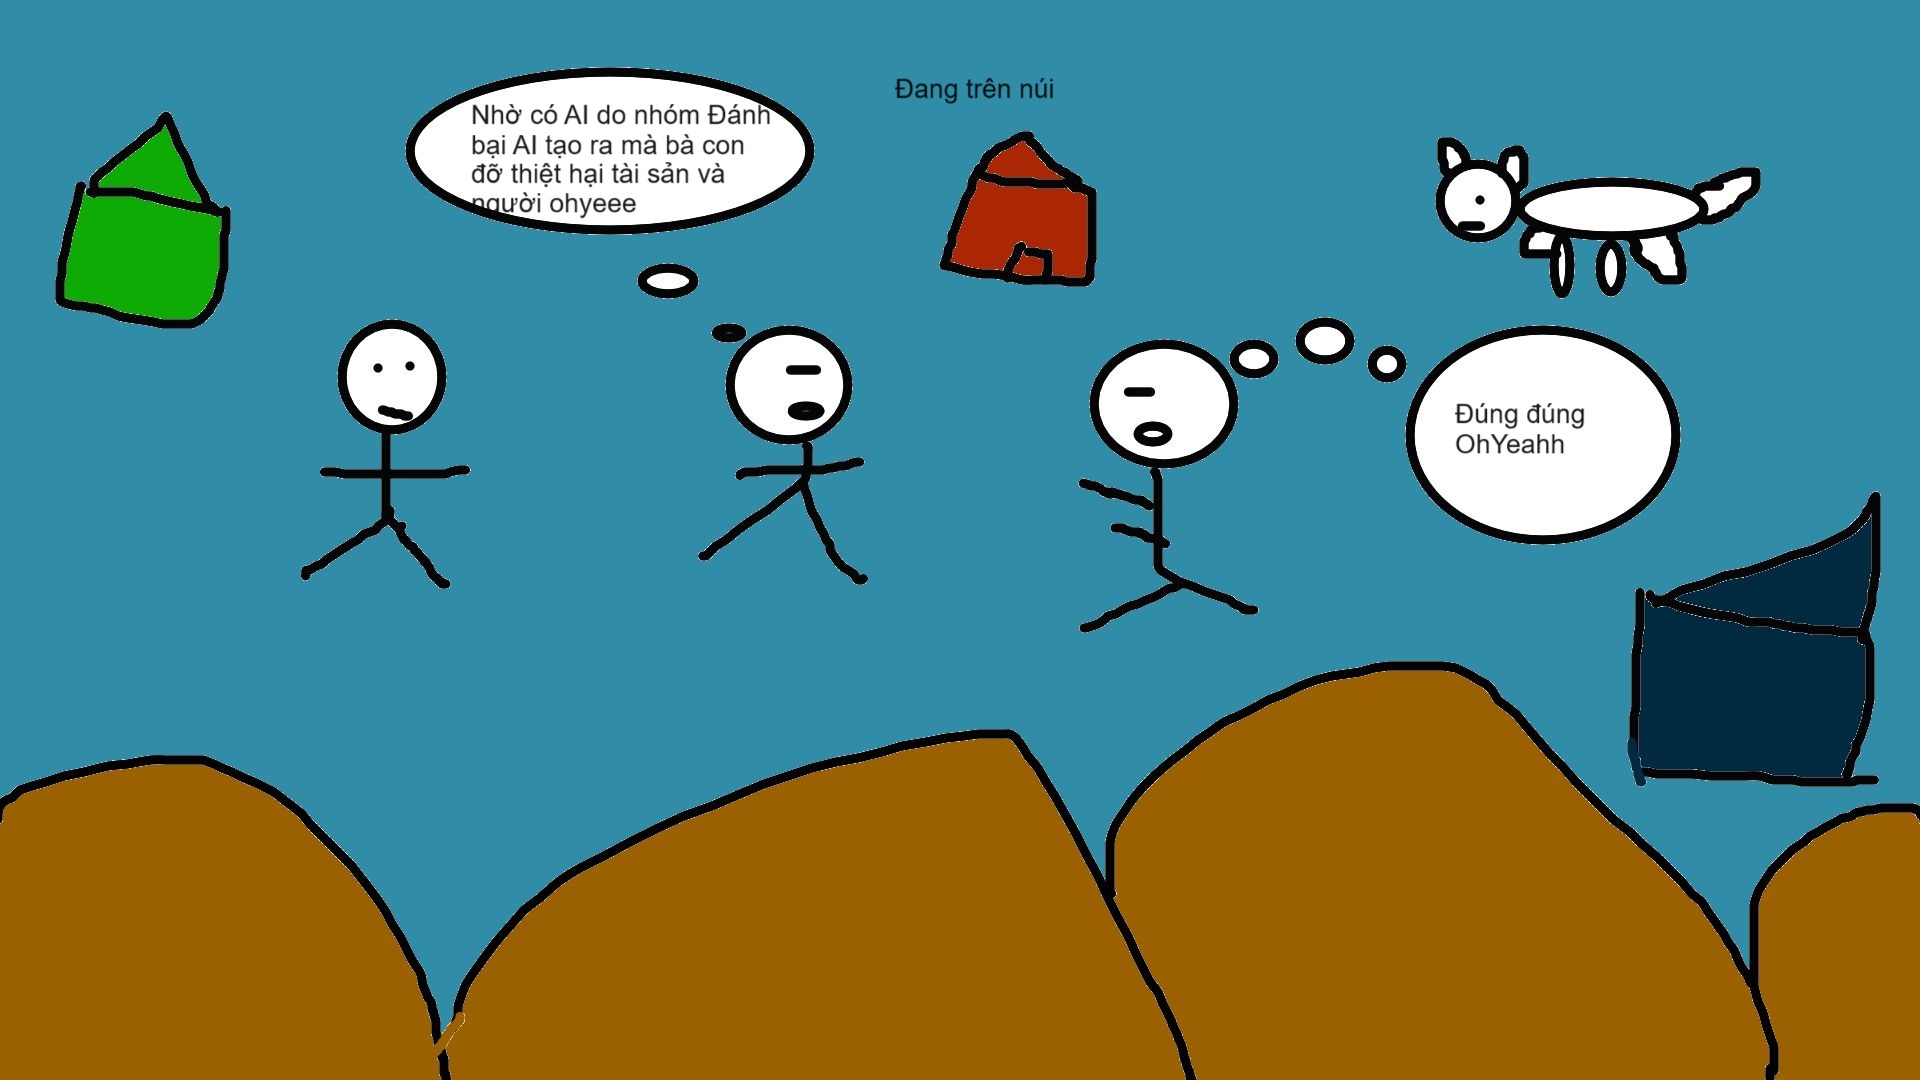 Đang trên núi
Nhờ có AI do nhóm Đánh
bại AI tạo ra mà bà con
đỡ thiệt hại tài sản và
người ohyeee
Đúng đúng
OhYeahh